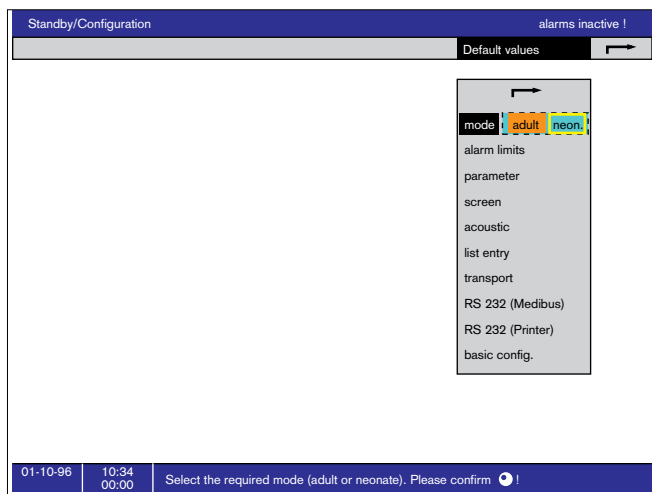 Standby/Configuration alarms inactive !
Default values
mode adult neon.
alarm limits
parameter
screen
acoustic
list entry
transport
RS 232 (Medibus)
RS 232 (Printer)
basic config.
01-10-96 10:34
00:00
Select the required mode (adult or neonate). Please confirm !